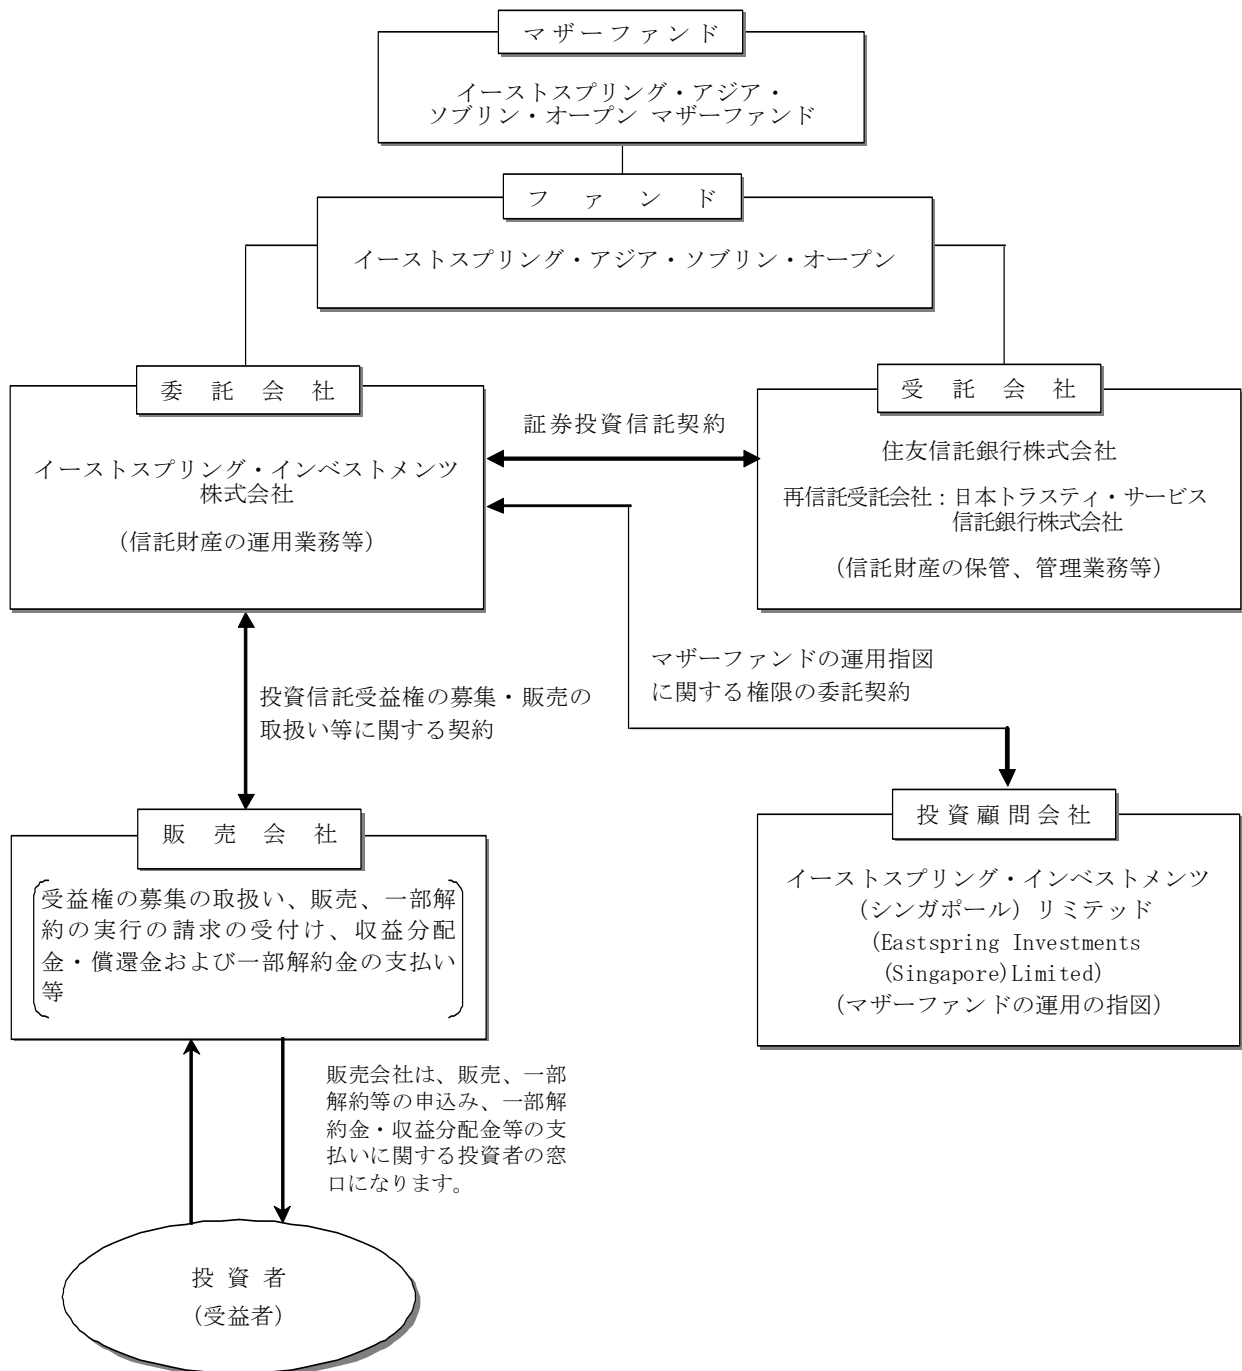 マザーファンド
イーストスプリング・アジア・
ソブリン・オープン マザーファンド
ファンド
イーストスプリング・アジア・ソブリン・オープン
委託会社
イーストスプリング・インベストメンツ
株式会社
(信託財産の運用業務等)
証券投資信託契約
受託会社
住友信託銀行株式会社
再信託受託会社：日本トラスティ・サービス
信託銀行株式会社
(信託財産の保管、管理業務等)
投資信託受益権の募集・販売の
取扱い等に関する契約
マザーファンドの運用指図
に関する権限の委託契約
販売会社
受益権の募集の取扱い、販売、一部解
約の実行の請求の受付け、収益分配
金・償還金および一部解約金の支払い
等
投資顧問会社
イーストスプリング・インベストメンツ
(シンガポール) リミテッド
(Eastspring Investments
(Singapore)Limited)
(マザーファンドの運用の指図)
販売会社は、販売、一部
解約等の申込み、一部解
約金・収益分配金等の支
払いに関する投資者の窓
口になります。
投資者
(受益者)